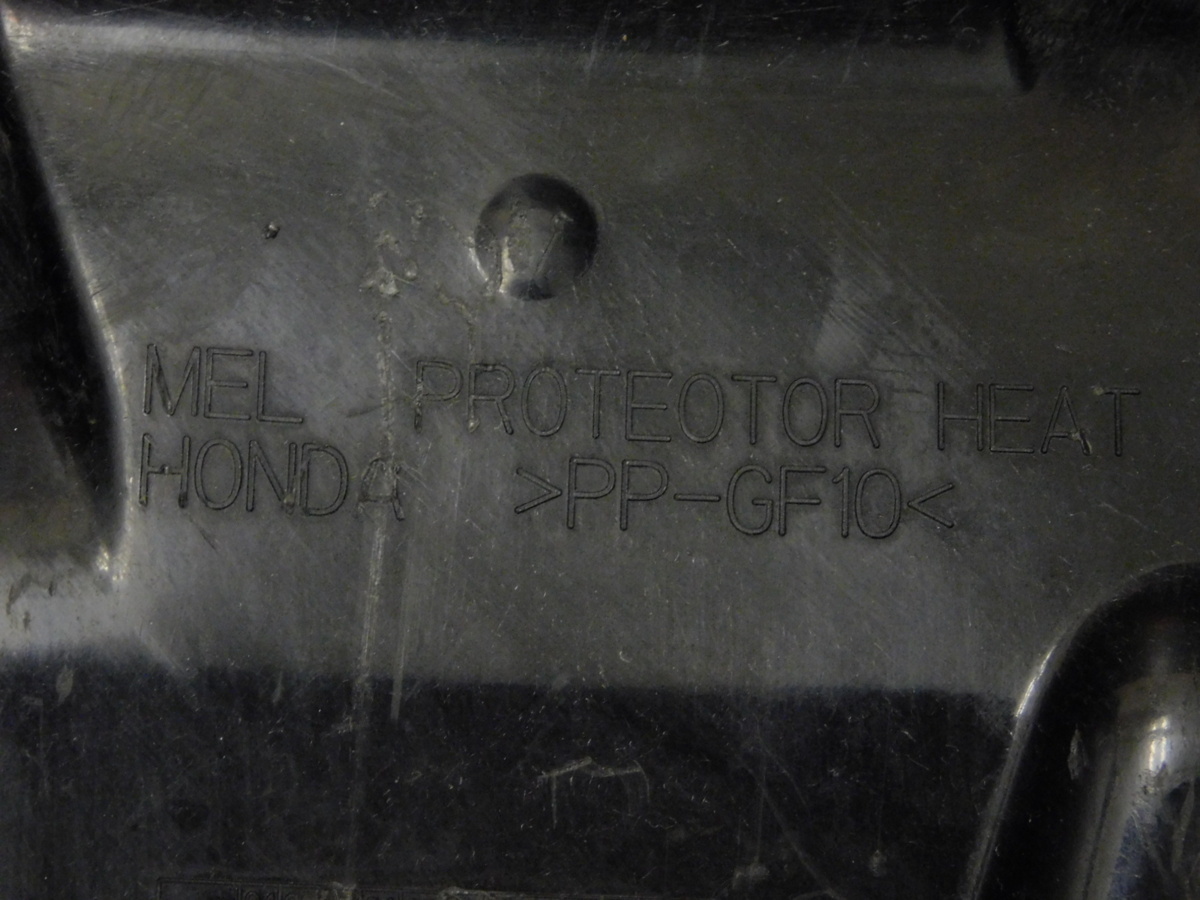 MEL PROTEOTOR HEAT
HONDA >PP-GF10<